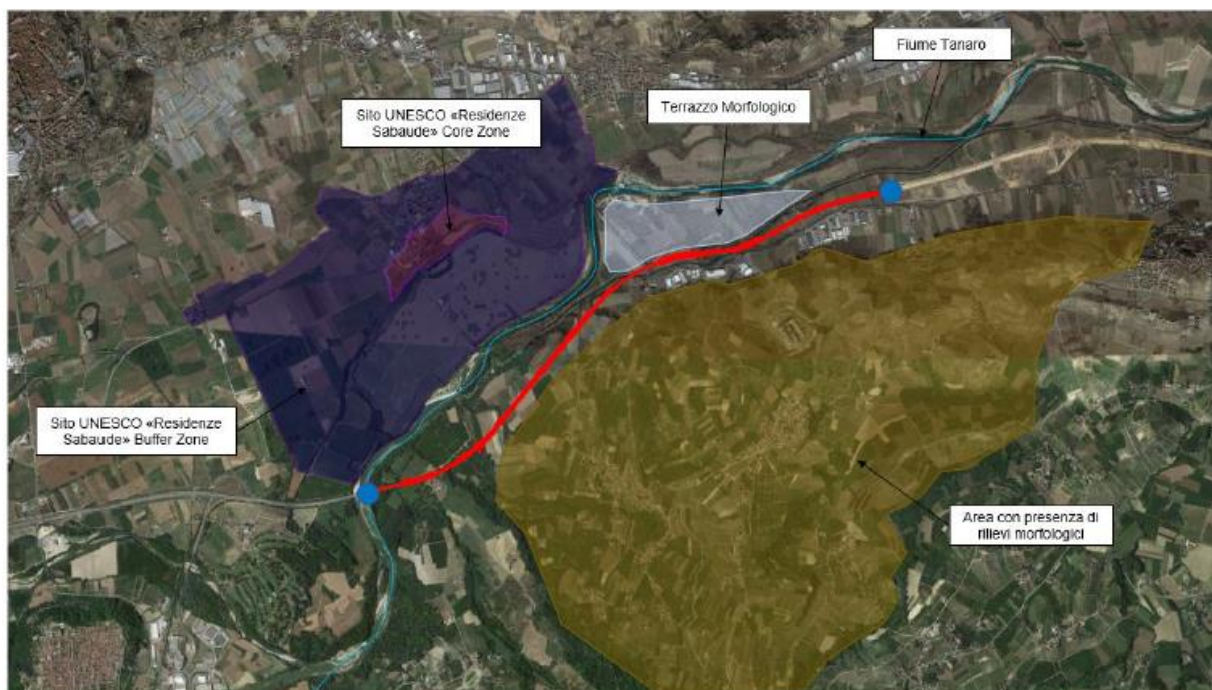 Fiume Tanaro
Terrazzo Morfologico
Sito UNESCO «Residenze
Sabaude» Core Zone
Sito UNESCO «Residenze
Sabaude» Buffer Zone
Area con presenza di
rilievi morfologici